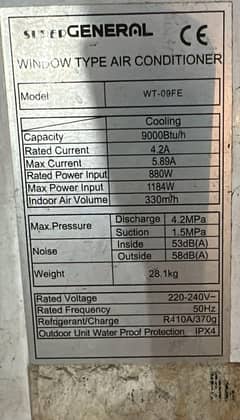 SUPER GENERAL CE
WINDOW TYPE AIR CONDITIONER
Model WT-09FE
Cooling
Capacity 9000Btu/h
Rated Current 4.2A
Max Current 5.89A
Rated Power Input 880W
Max Power Input 1184W
Indoor Air Volume 330m³/h
Max.Pressure Discharge 4.2MPa
Suction 1.5MPa
Noise Inside 53dB(A)
Outside 58dB(A)
Weight 28.1kg
Rated Voltage 220-240V~
Rated Frequency 50Hz
Refrigerant/Charge R410A/370g
Outdoor Unit Water Proof Protection IPX4